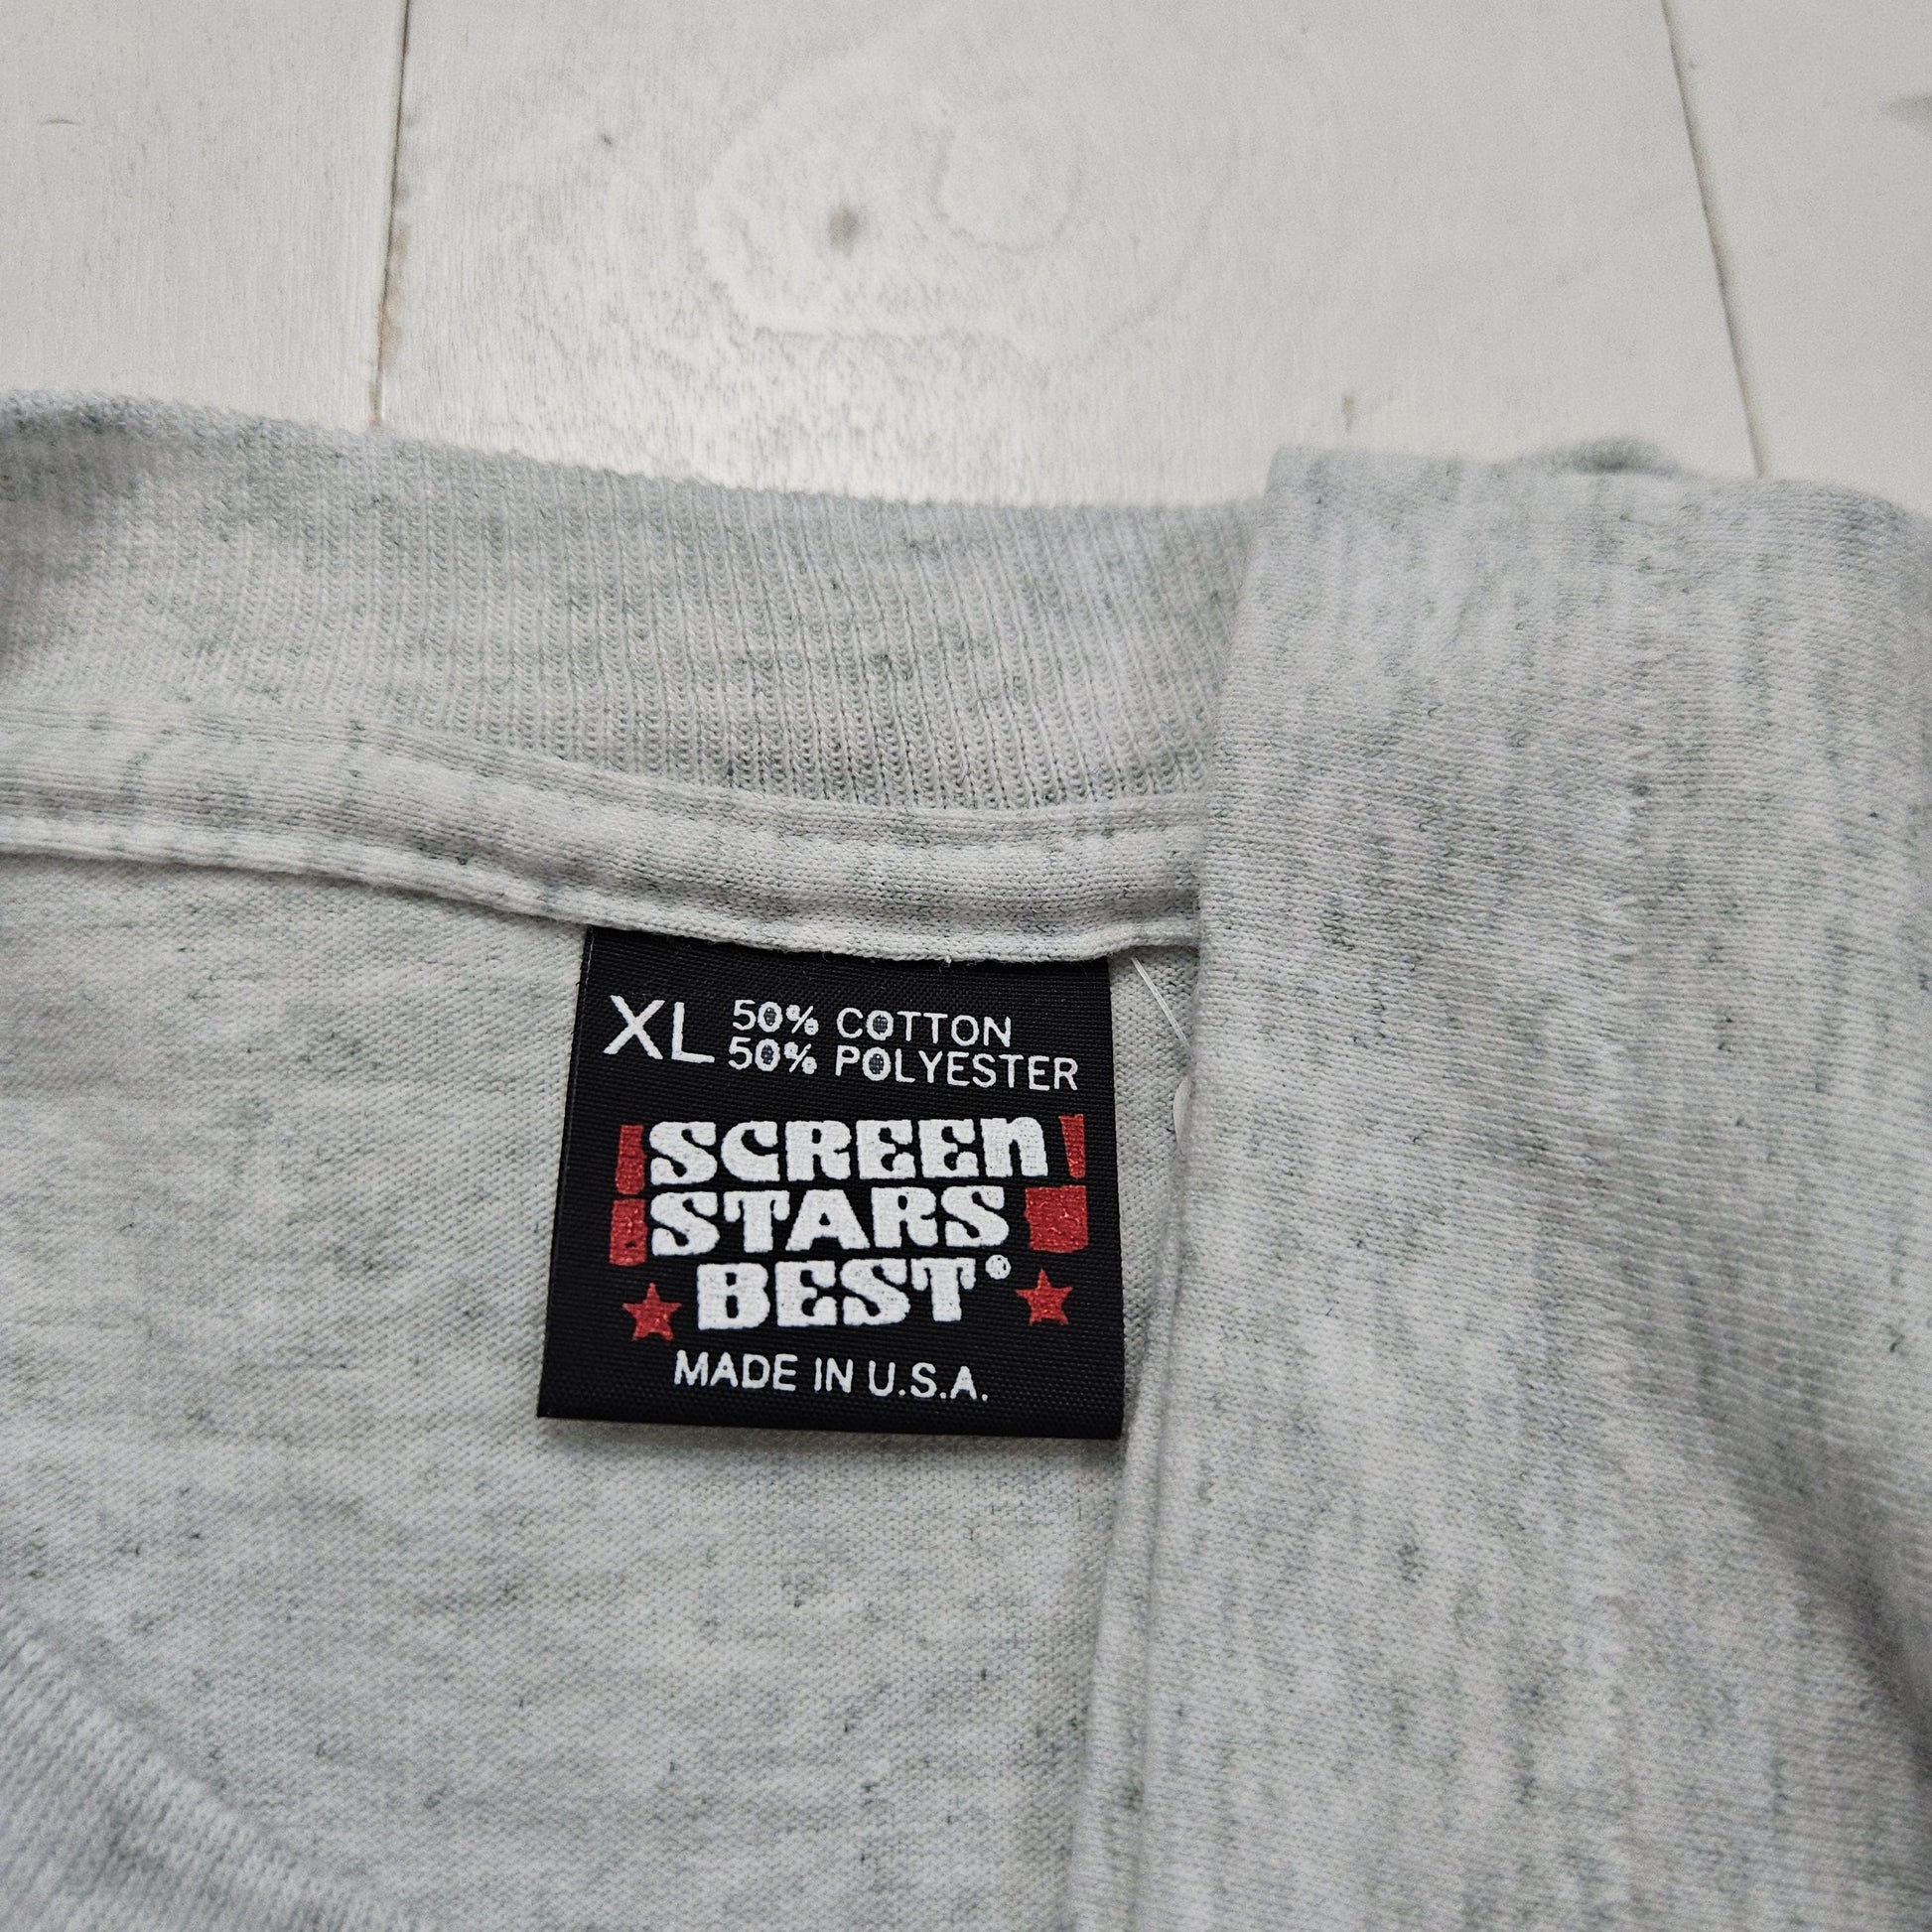 XL 50% COTTON
50% POLYESTER
SCREEN
STARS
BEST®
MADE IN U.S.A.